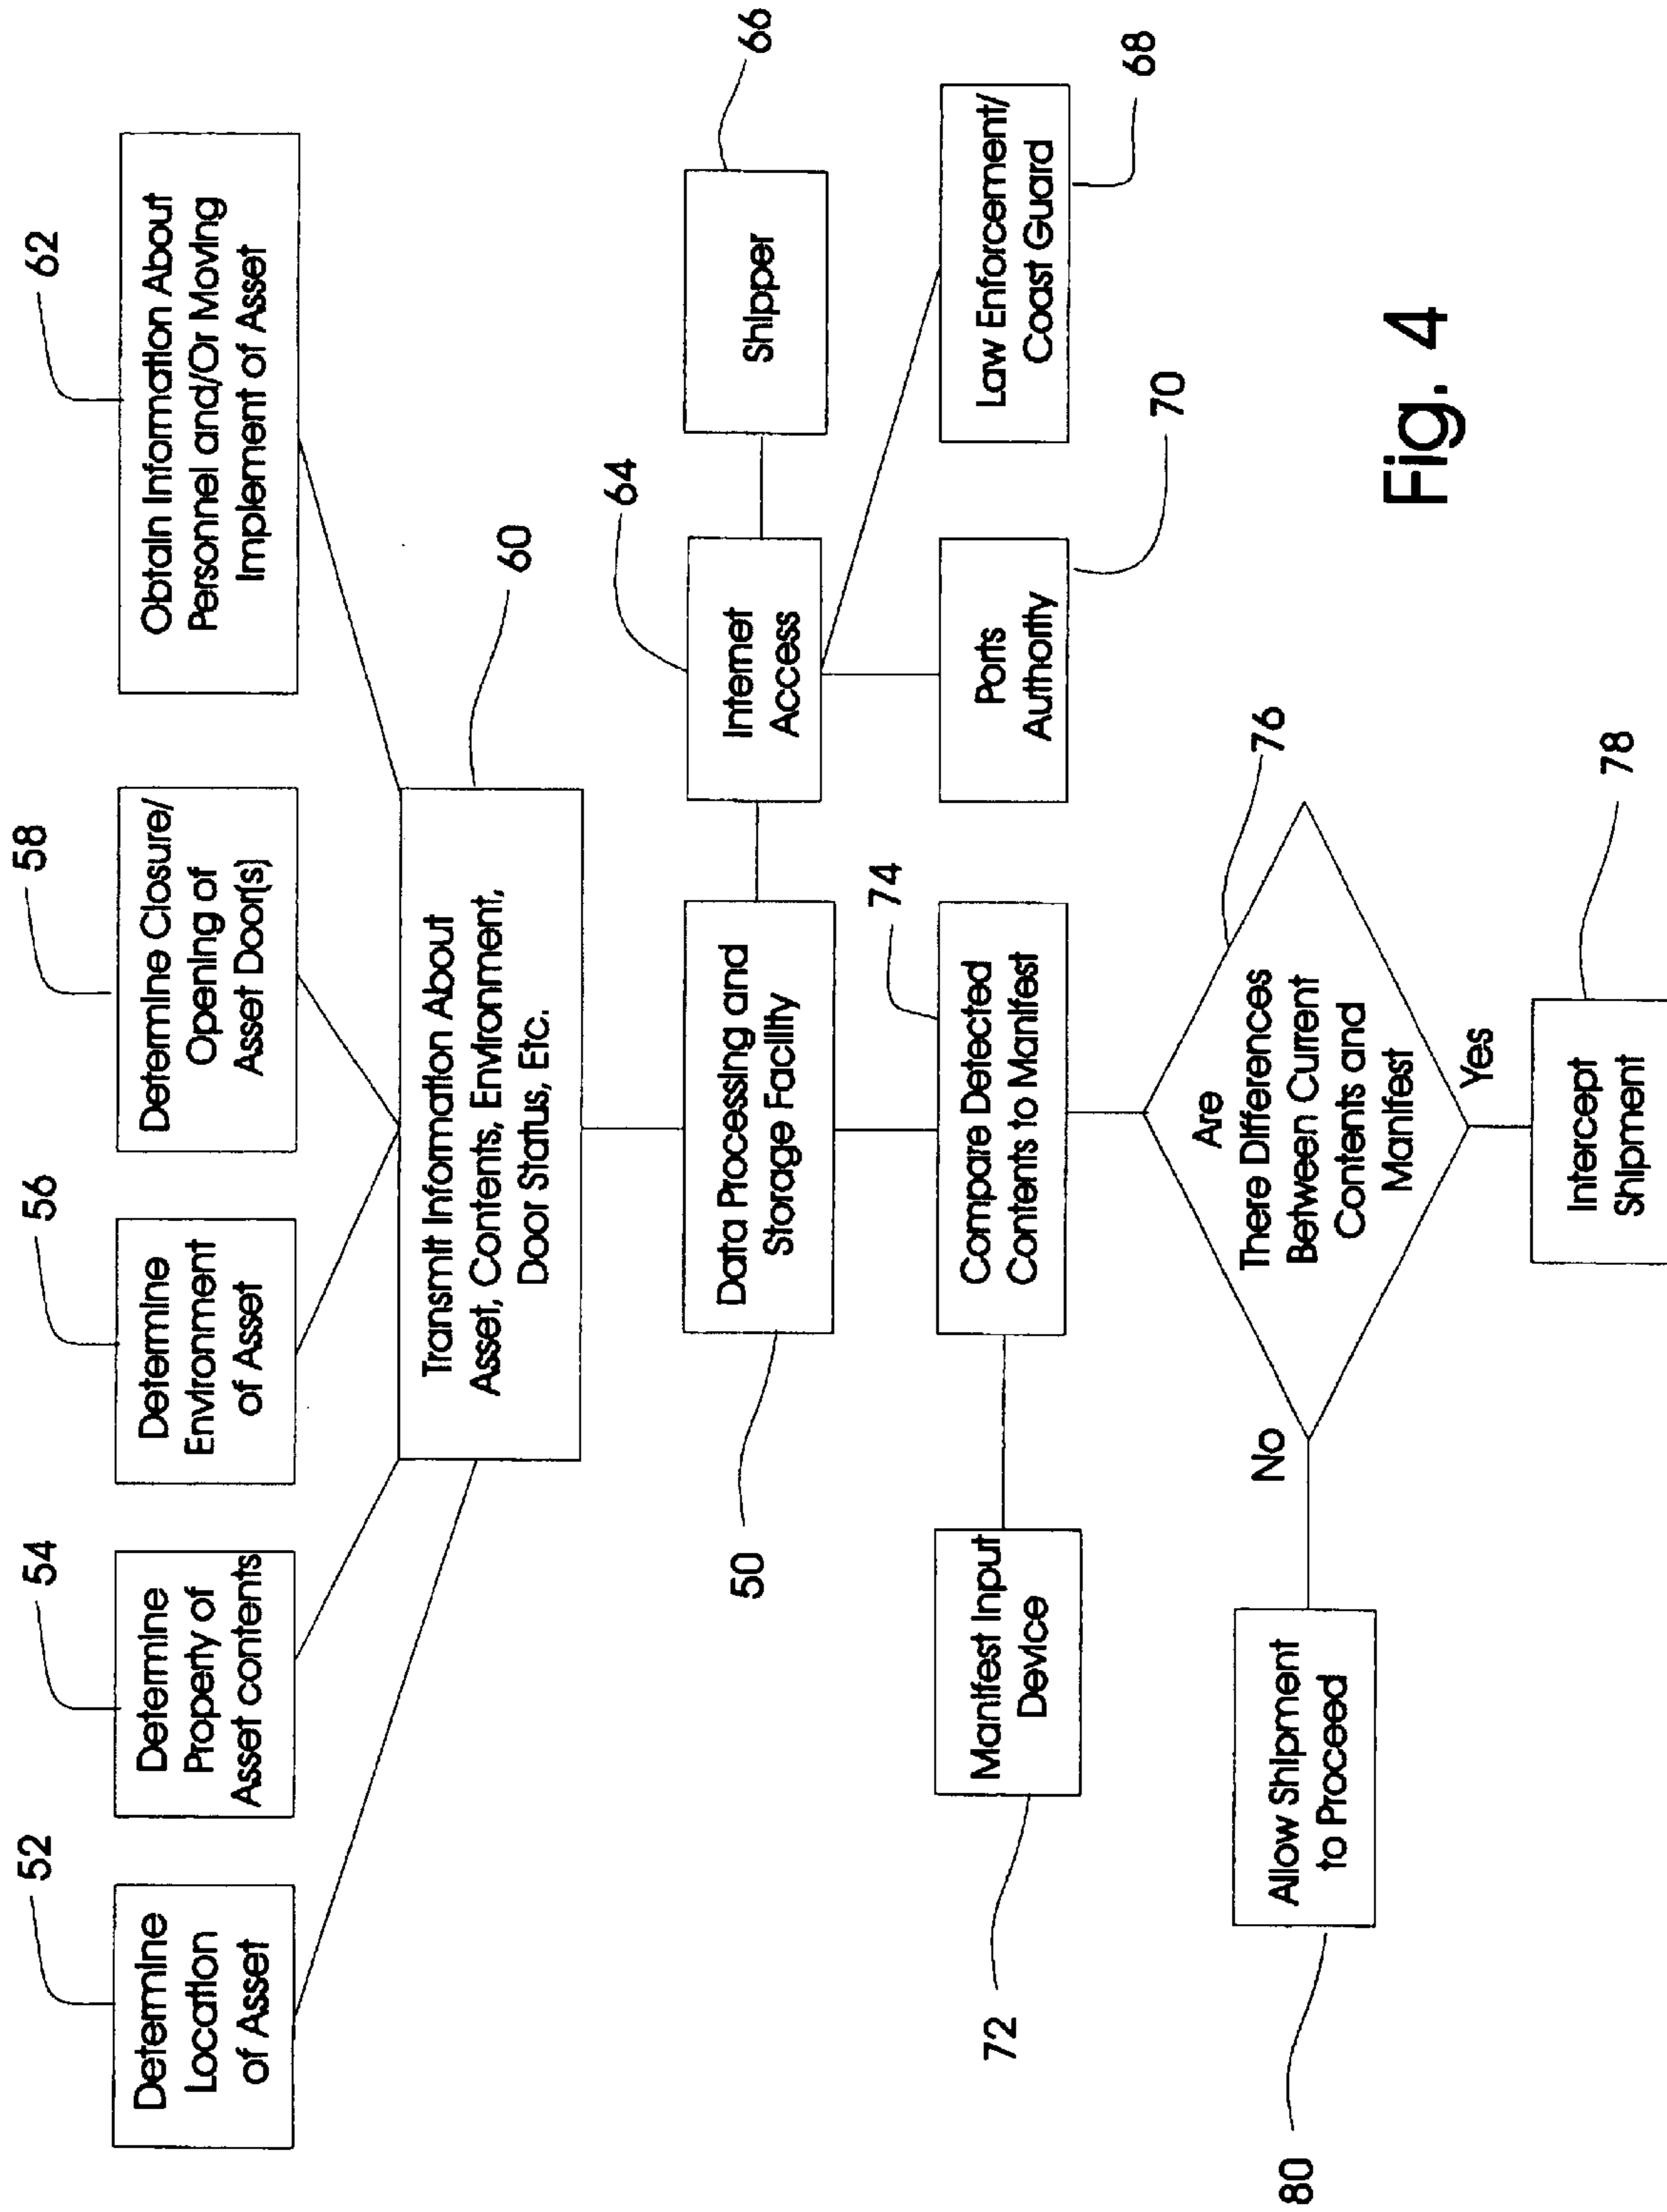 62
58
56
54
52
Obtain Information About
Personnel and/Or Moving
Implement of Asset
Determine Closure/
Opening of
Asset Door(s)
Determine
Environment
of Asset
Determine
Property of
Asset contents
Determine
Location
of Asset
60
Transmit Information About
Asset, Contents, Environment,
Door Status, Etc.
66
64
Shipper
Internet
Access
Data Processing and
Storage Facility
50
68
Law Enforcement/
Coast Guard
70
Ports
Authority
74
Compare Detected
Contents to Manifest
Manifest Input
Device
72
76
Are
There Differences
Between Current
Contents and
Manifest
No
Yes
Allow Shipment
to Proceed
80
78
Intercept
Shipment
Fig. 4